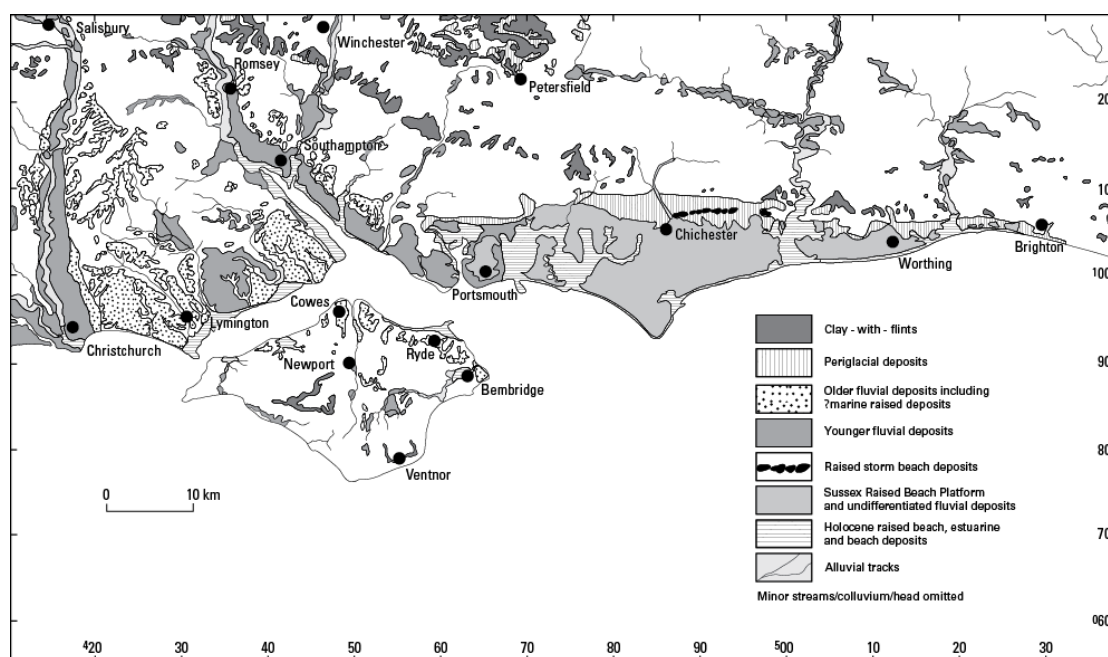 Salisbury
Winchester
Romsey
Petersfield
20
Southampton
10
Chichester
Brighton
Worthing
Portsmouth
100
Cowes
Lymington
Christchurch
Ryde
Newport
Bembridge
Ventnor
0 10 km
Clay - with - flints
Periglacial deposits
Older fluvial deposits including
?marine raised deposits
Younger fluvial deposits
Raised storm beach deposits
Sussex Raised Beach Platform
and undifferentiated fluvial deposits
Holocene raised beach, estuarine
and beach deposits
Alluvial tracks
Minor streams/colluvium/head omitted
90
80
70
060
420 30 40 50 60 70 80 90 500 10 20 30